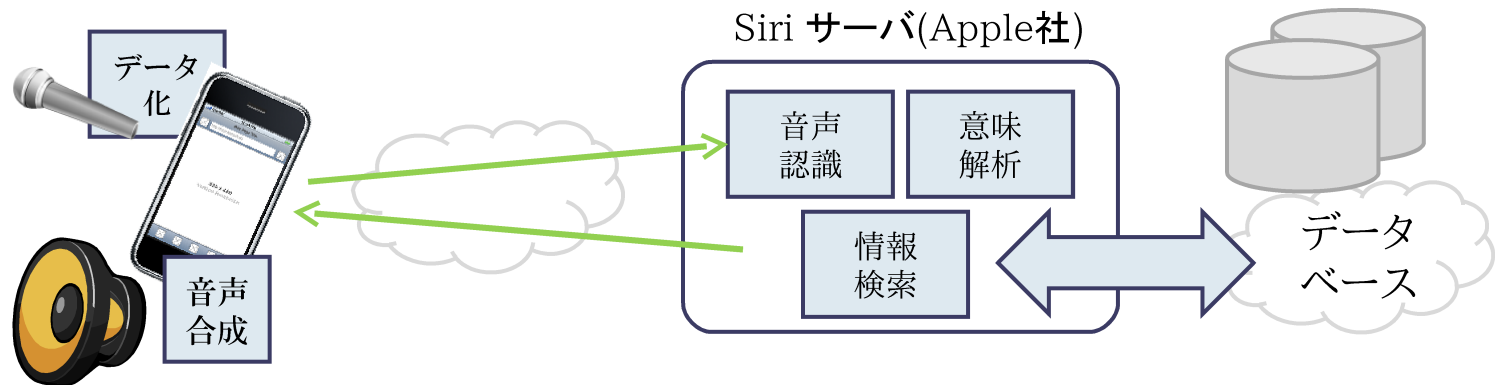 Siri サーバ(Apple社)
データ
化
音声
認識
意味
解析
情報
検索
データ
ベース
音声
合成